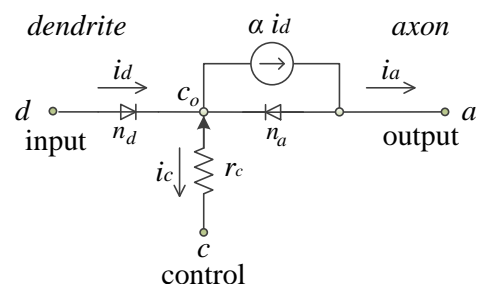 dendrite
α id
axon
id
co
ia
d
nd
na
a
input
output
ic
rc
c
control